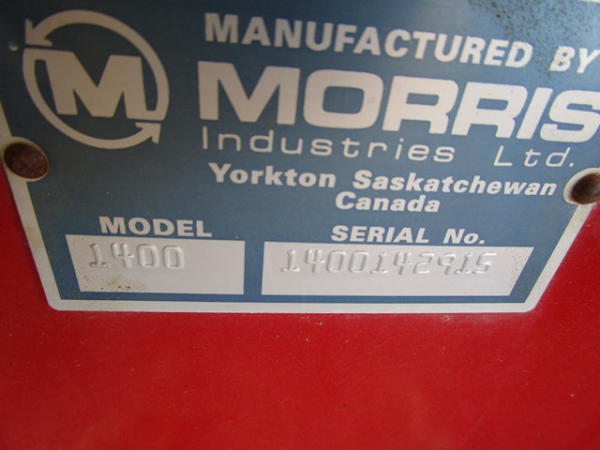 M
MANUFACTURED BY
MORRIS
Industries Ltd.
Yorkton Saskatchewan
Canada
MODEL SERIAL No.
1400 1400142915